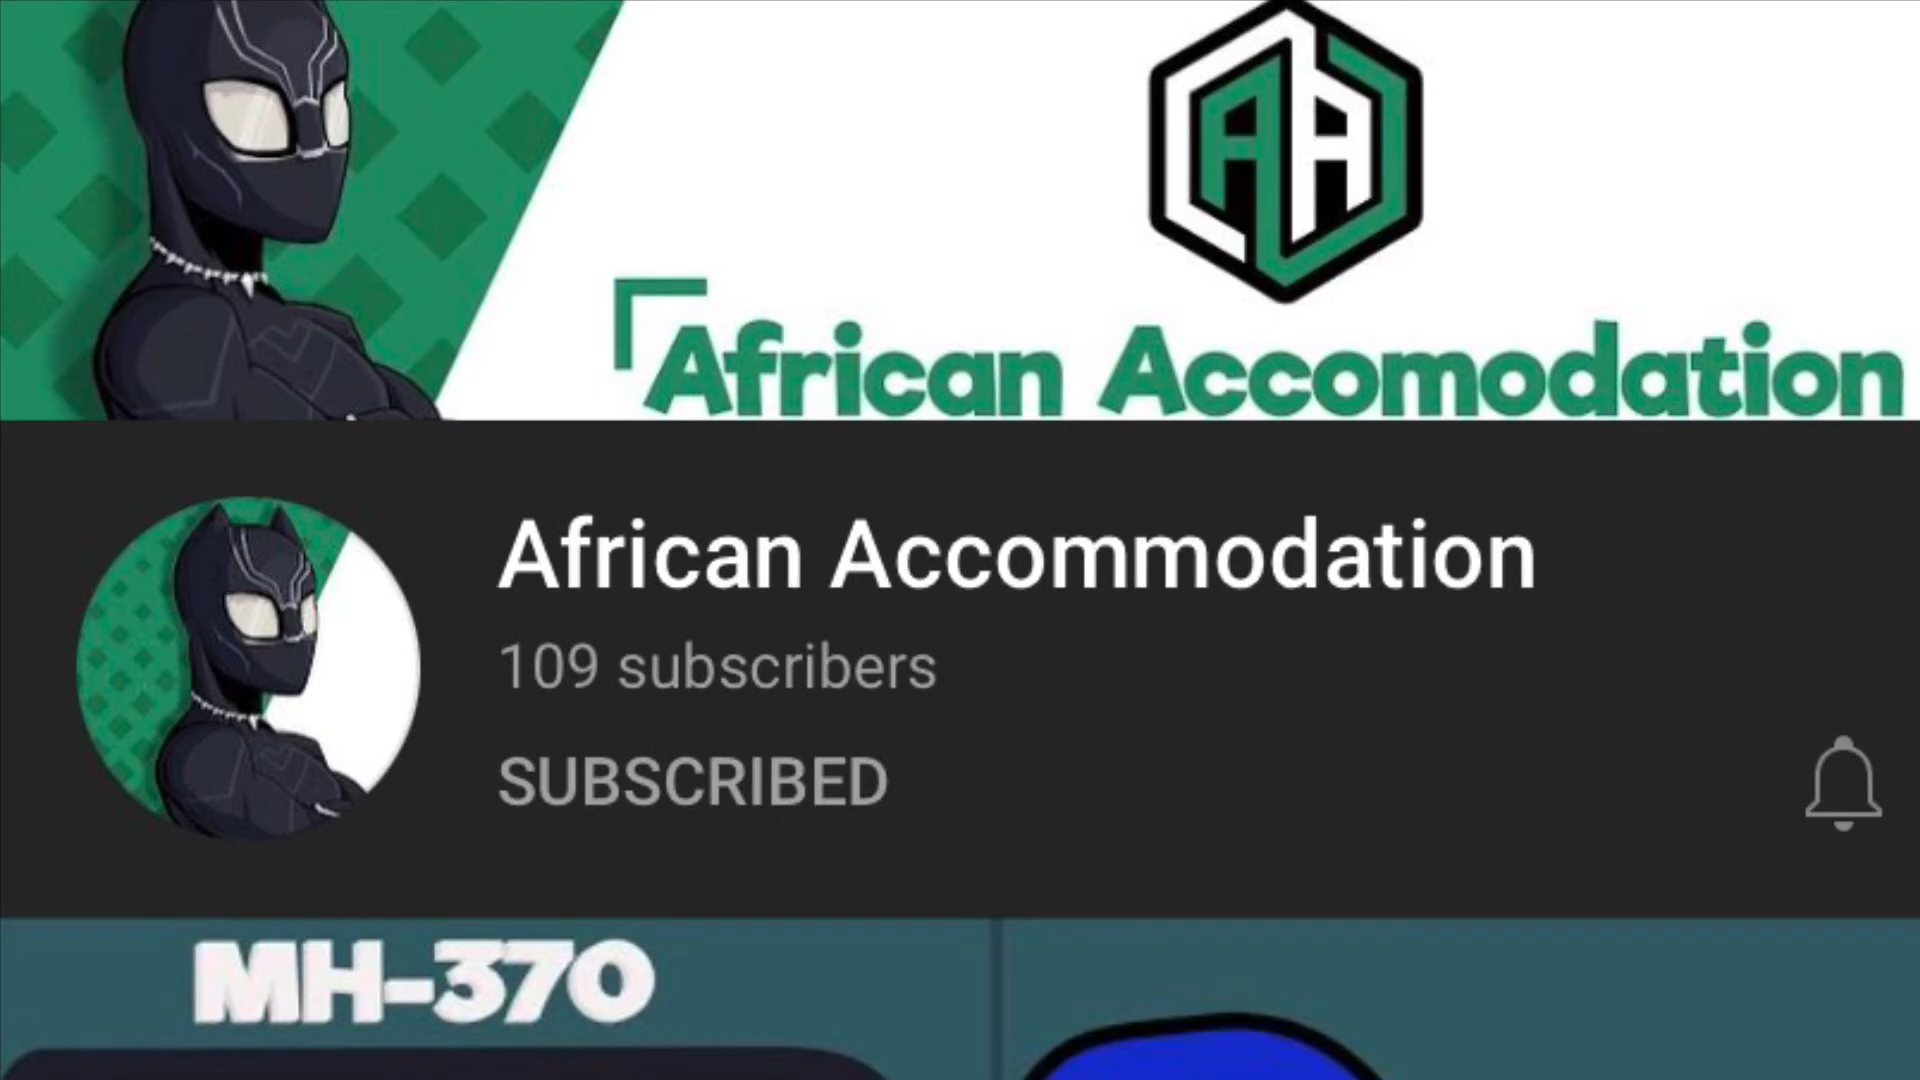 AA
African Accomodation
African Accommodation
109 subscribers
SUBSCRIBED
MH-370